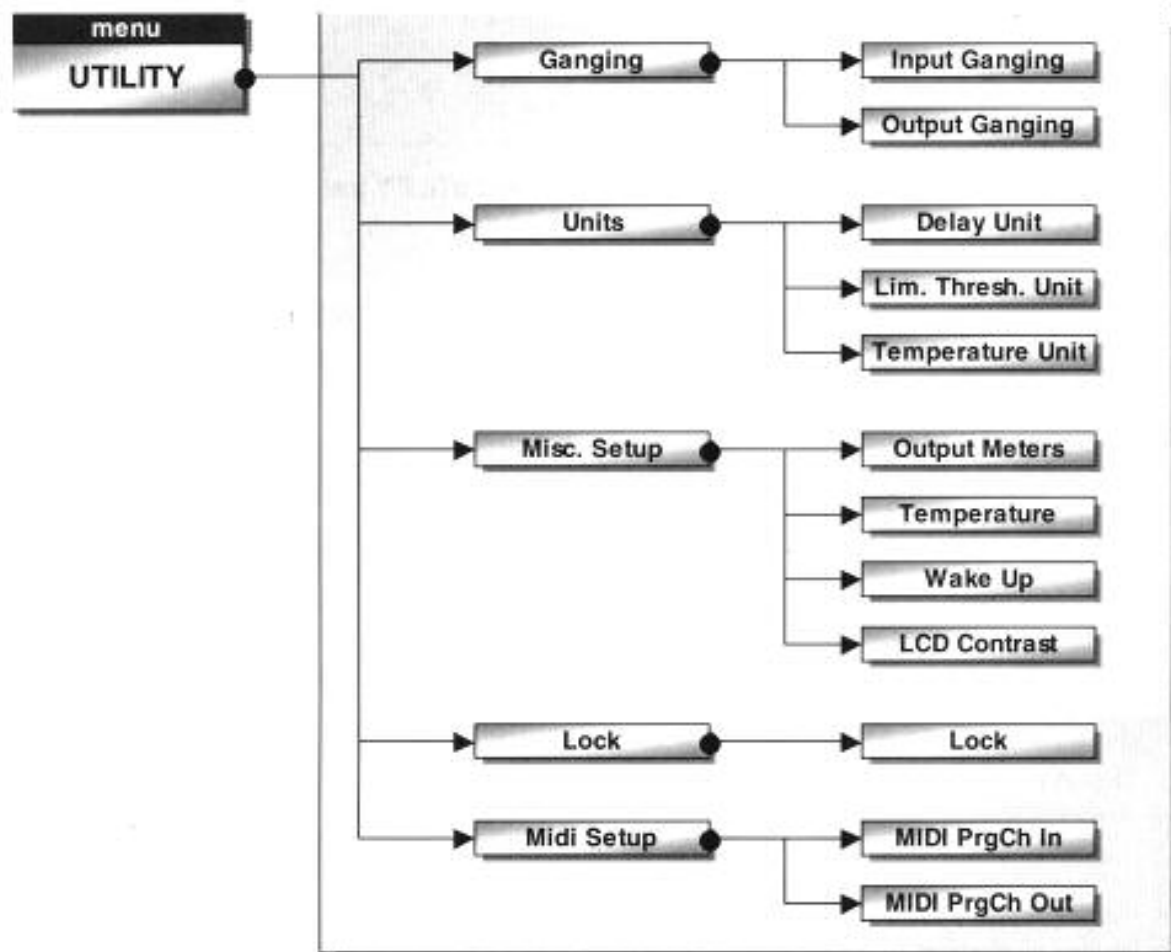 menu
UTILITY
Ganging
Input Ganging
Output Ganging
Units
Delay Unit
Lim. Thresh. Unit
Temperature Unit
Misc. Setup
Output Meters
Temperature
Wake Up
LCD Contrast
Lock
Lock
Midi Setup
MIDI PrgCh In
MIDI PrgCh Out